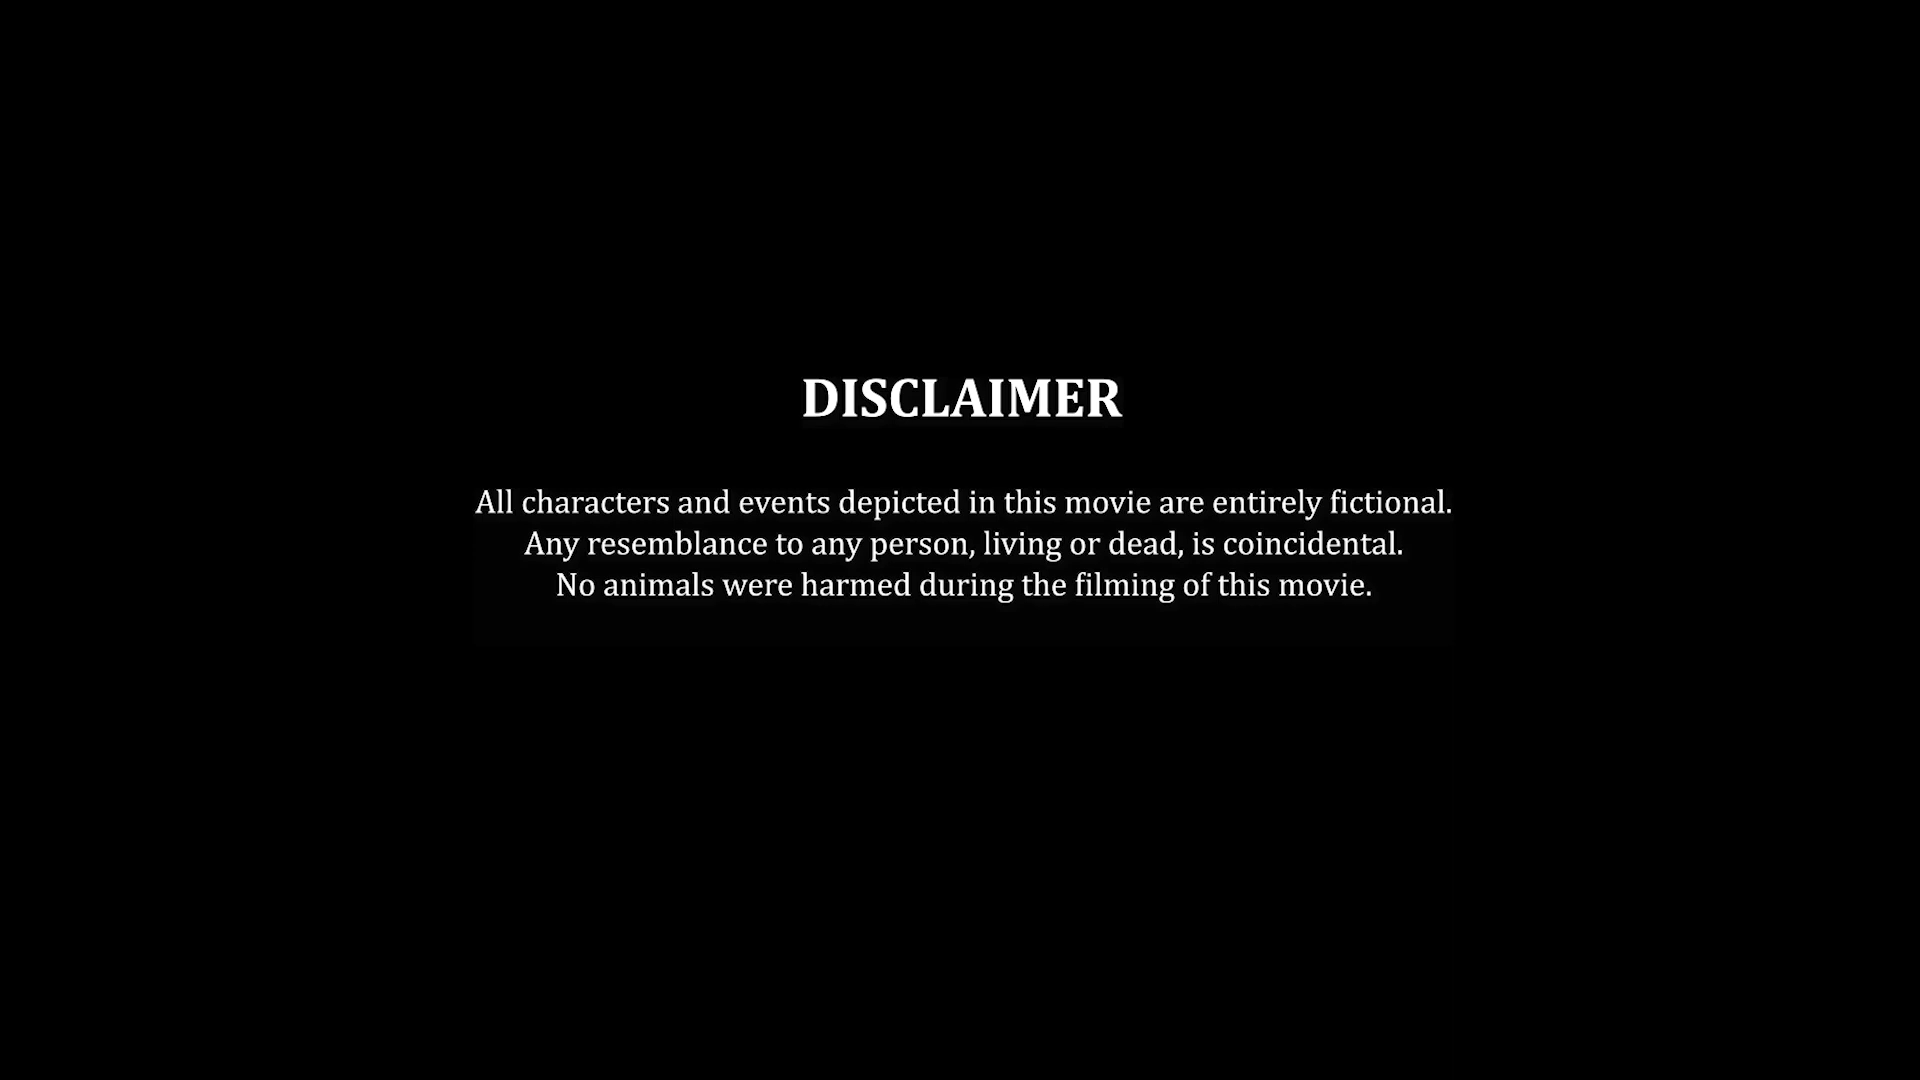 DISCLAIMER
All characters and events depicted in this movie are entirely fictional.
Any resemblance to any person, living or dead, is coincidental.
No animals were harmed during the filming of this movie.